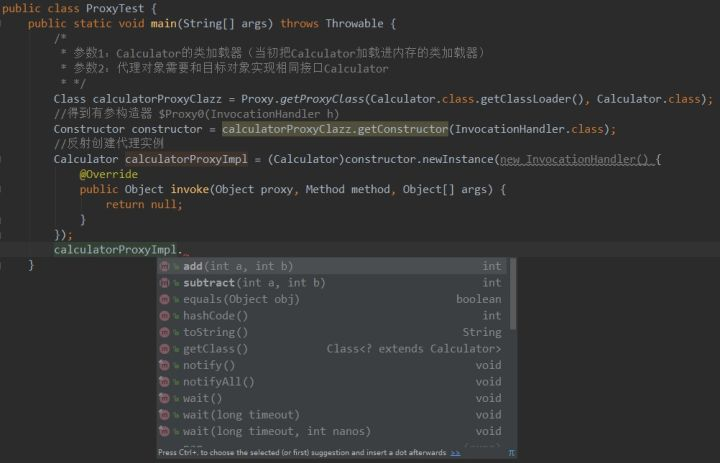 public class ProxyTest {
public static void main(String[] args) throws Throwable {
/*
* 参数1：Calculator的类加载器（当初把Calculator加载进内存的类加载器）
* 参数2：代理对象需要和目标对象实现相同接口Calculator
* */
Class calculatorProxyClazz = Proxy.getProxyClass(Calculator.class.getClassLoader(), Calculator.class);
//得到有参构造器 $Proxy0(InvocationHandler h)
Constructor constructor = calculatorProxyClazz.getConstructor(InvocationHandler.class);
//反射创建代理实例
Calculator calculatorProxyImpl = (Calculator)constructor.newInstance(new InvocationHandler() {
@Override
public Object invoke(Object proxy, Method method, Object[] args) {
return null;
}
});
calculatorProxyImpl.
}
m add(int a, int b) int
m subtract(int a, int b) int
m equals(Object obj) boolean
m hashCode() int
m toString() String
m getClass() Class<? extends Calculator>
m notify() void
m notifyAll() void
m wait() void
m wait(long timeout) void
m wait(long timeout, int nanos) void
Press Ctrl+. to choose the selected (or first) suggestion and insert a dot afterwards >> π